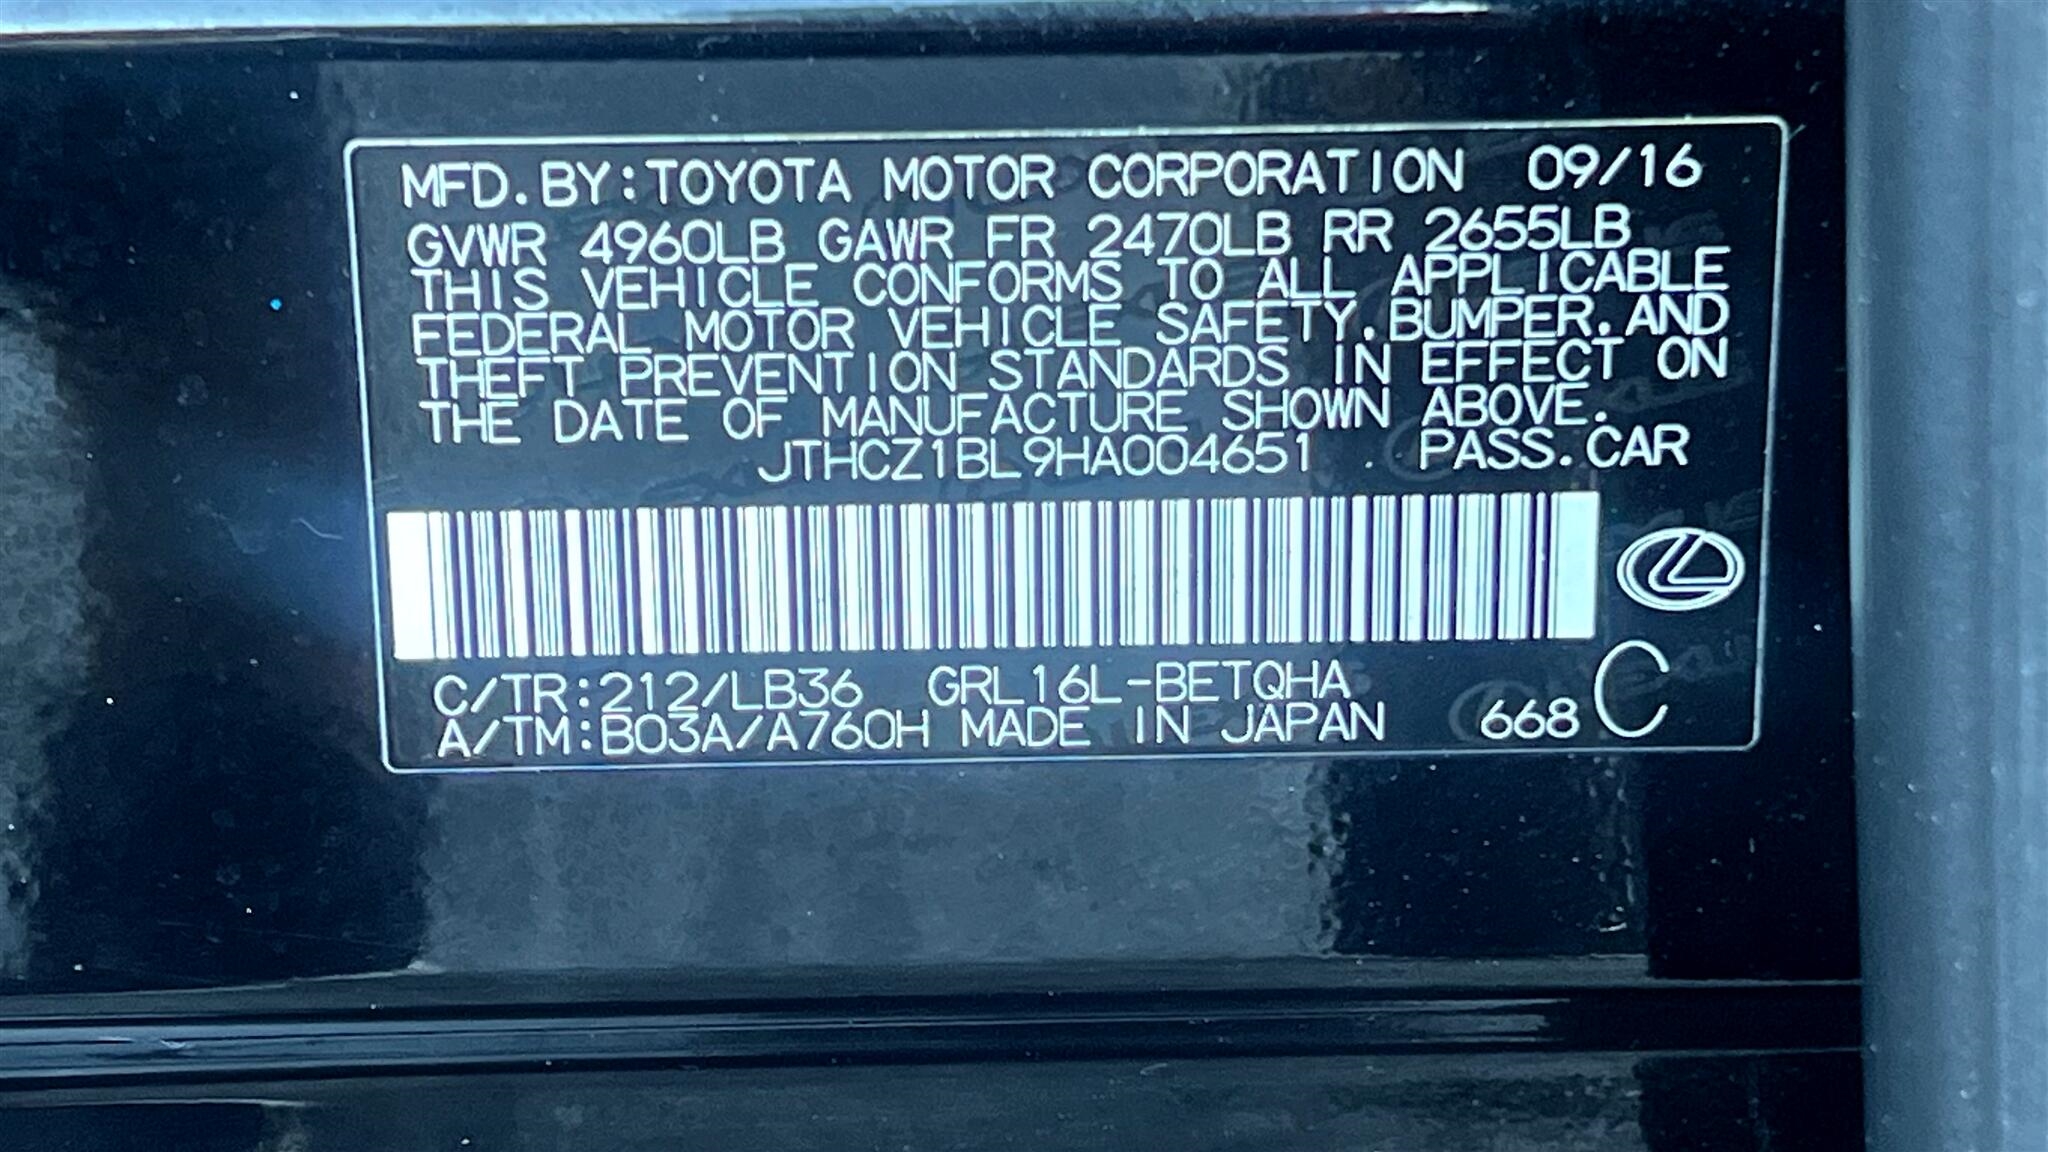 MFD.BY:TOYOTA MOTOR CORPORATION 09/16
GVWR 4960LB GAWR FR 2470LB RR 2655LB
THIS VEHICLE CONFORMS TO ALL APPLICABLE
FEDERAL MOTOR VEHICLE SAFETY.BUMPER.AND
THEFT PREVENTION STANDARDS IN EFFECT ON
THE DATE OF MANUFACTURE SHOWN ABOVE.
JTHCZ1BL9HA004651 PASS.CAR
C/TR:212/LB36 GRL16L-BETQHA
A/TM:B03A/A760H MADE IN JAPAN 668 C